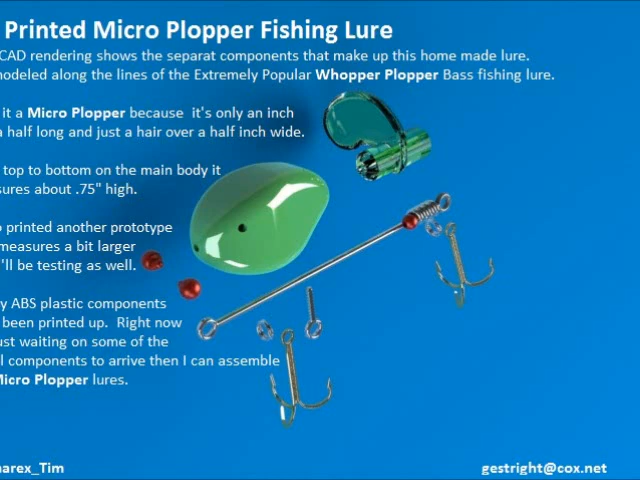 Printed Micro Plopper Fishing Lure
CAD rendering shows the separat components that make up this home made lure.
modeled along the lines of the Extremely Popular Whopper Plopper Bass fishing lure.
it a Micro Plopper because it's only an inch
a half long and just a hair over a half inch wide.
top to bottom on the main body it
sures about .75" high.
o printed another prototype
measures a bit larger
'll be testing as well.
y ABS plastic components
been printed up. Right now
ust waiting on some of the
l components to arrive then I can assemble
Micro Plopper lures.
narex_Tim
gestright@cox.net